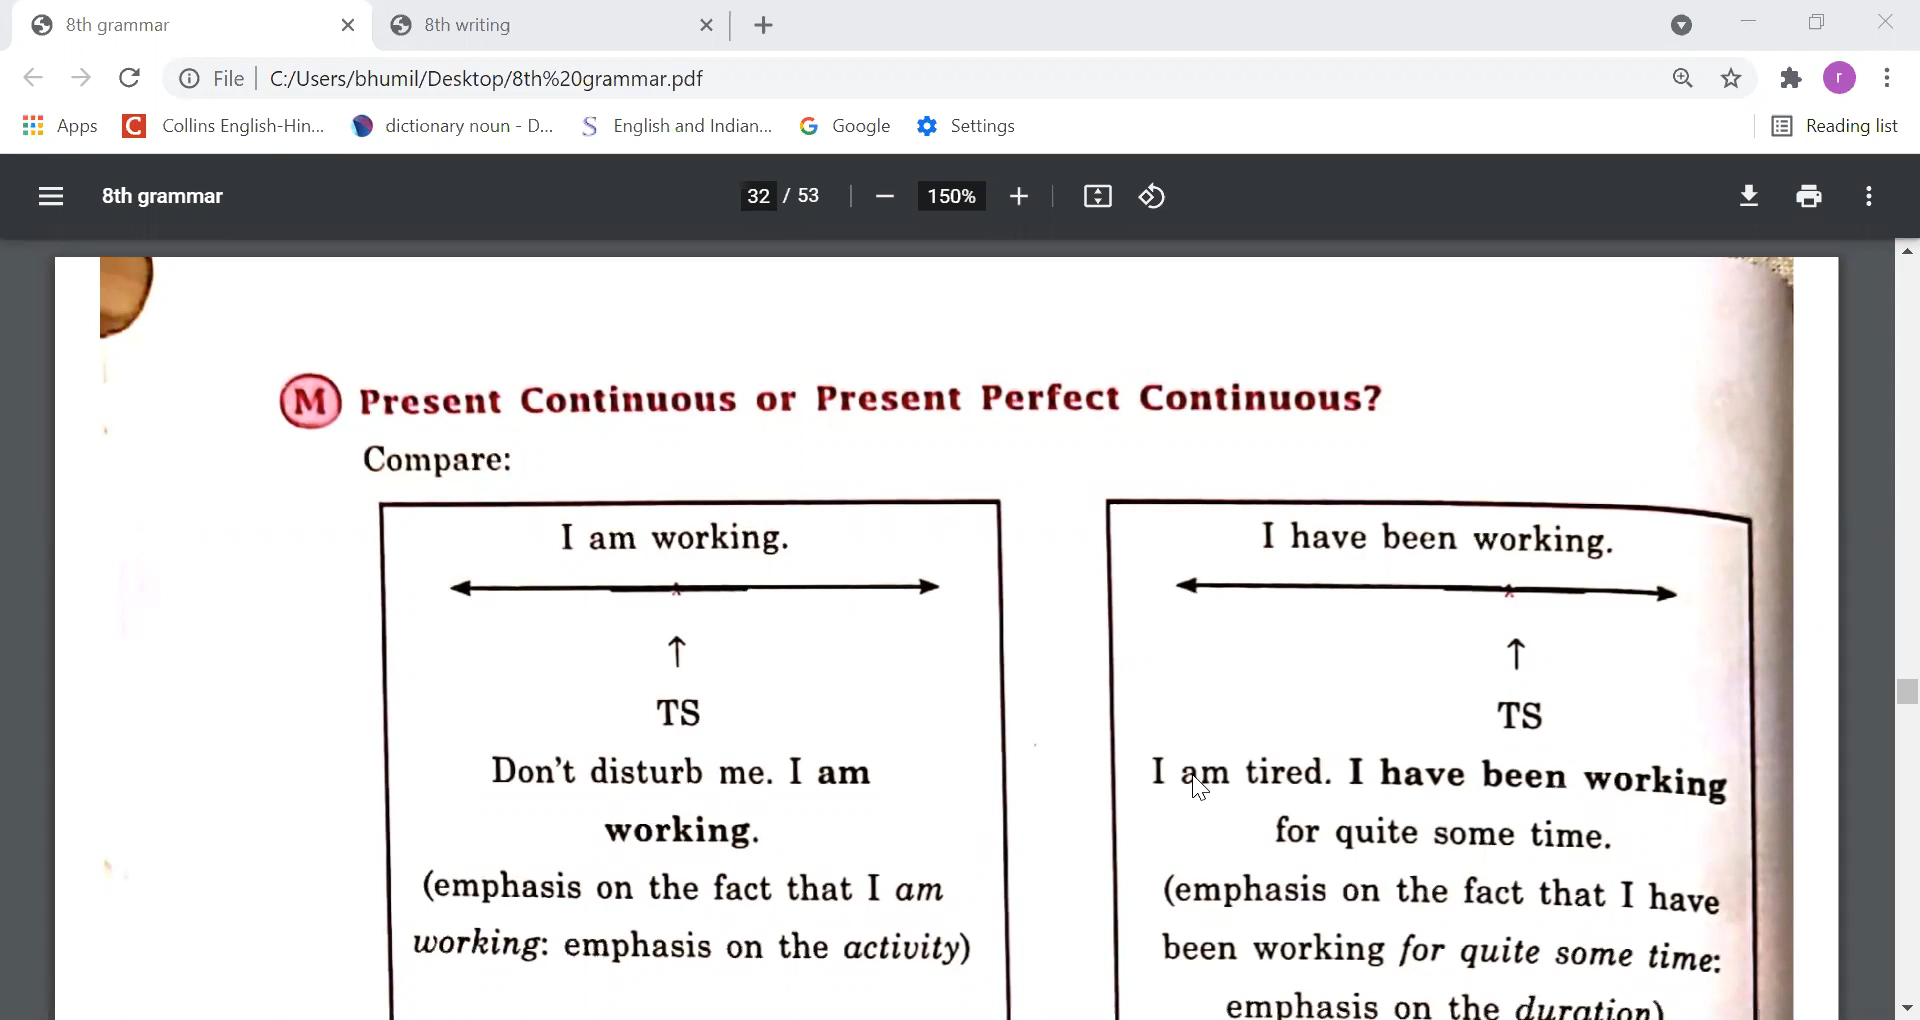 8th grammar
8th writing
File
C:/Users/bhumil/Desktop/8th%20grammar.pdf
r
Apps
Collins English-Hin...
dictionary noun - D...
English and Indian...
Google
Settings
Reading list
8th grammar
32 / 53
150%
M Present Continuous or Present Perfect Continuous?
Compare:
I am working.
TS
Don't disturb me. I am
working.
(emphasis on the fact that I am
working: emphasis on the activity)
I have been working.
TS
I am tired. I have been working
for quite some time.
(emphasis on the fact that I have
been working for quite some time:
emphasis on the duration)